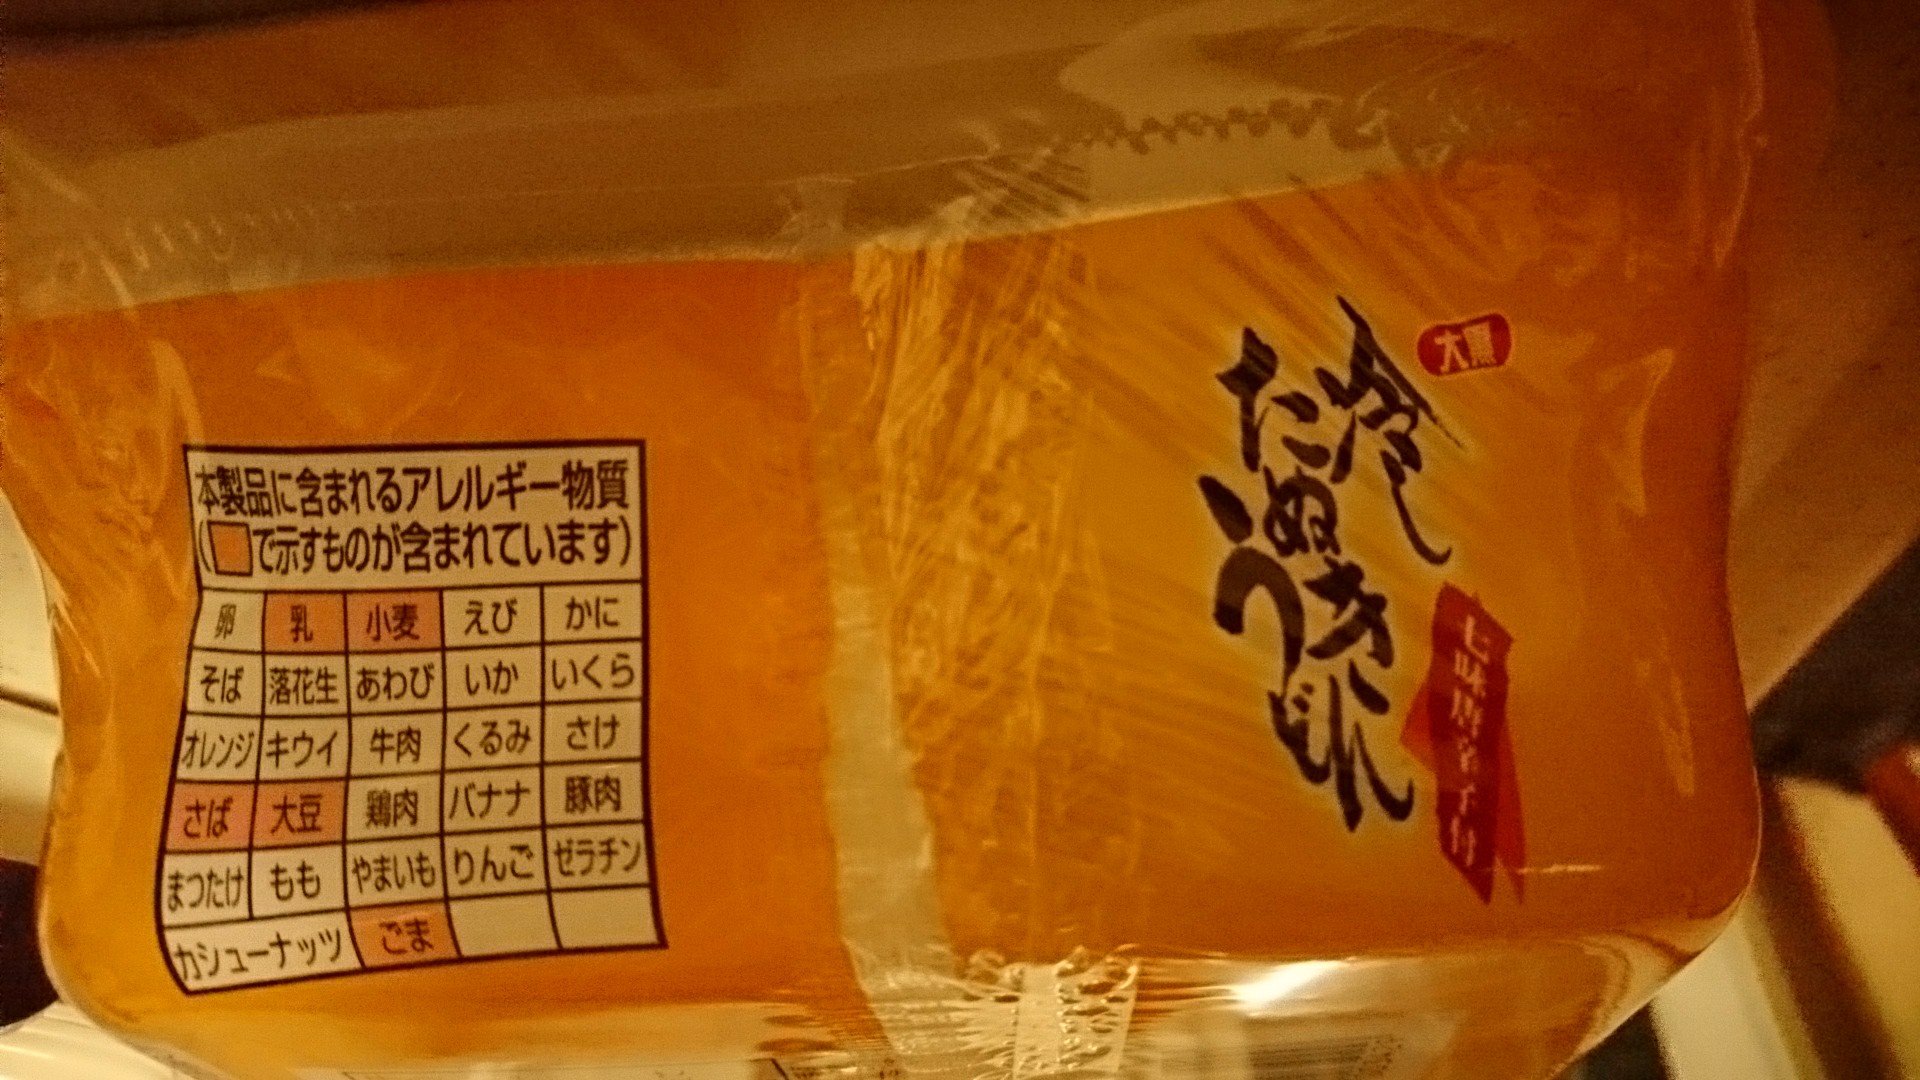 本製品に含まれるアレルギー物質
(□で示すものが含まれています)
卵 乳 小麦 えび かに
そば 落花生 あわび いか いくら
オレンジ キウイ 牛肉 くるみ さけ
さば 大豆 鶏肉 バナナ 豚肉
まつたけ もも やまいも りんご ゼラチン
カシューナッツ ごま
大黒
冷し
たぬき
うどん
七味唐辛子付